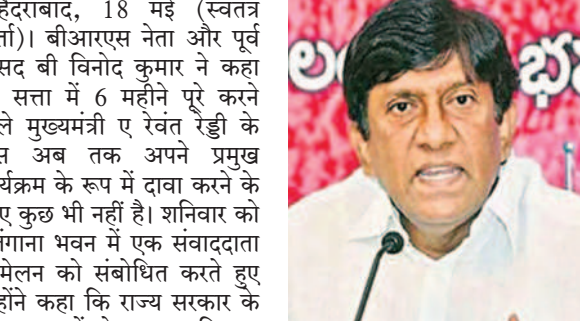 हैदराबाद, 18 मई (स्वतंत्र
र्ता)। बीआरएस नेता और पूर्व
सद बी विनोद कुमार ने कहा
सत्ता में 6 महीने पूरे करने
ले मुख्यमंत्री ए रेवंत रेड्डी के
स अब तक अपने प्रमुख
र्यक्रम के रूप में दावा करने के
ए कुछ भी नहीं है। शनिवार को
लंगाना भवन में एक संवाददाता
मेलन को संबोधित करते हुए
होंने कहा कि राज्य सरकार के